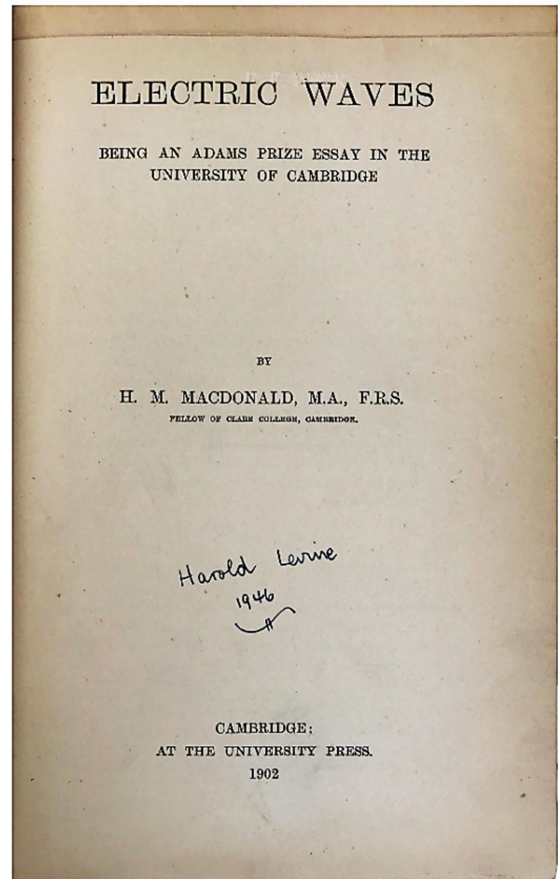 ELECTRIC WAVES
BEING AN ADAMS PRIZE ESSAY IN THE
UNIVERSITY OF CAMBRIDGE
BY
H. M. MACDONALD, M.A., F.R.S.
FELLOW OF CLARE COLLEGE, CAMBRIDGE.
Harold Levine
1946
CAMBRIDGE:
AT THE UNIVERSITY PRESS.
1902